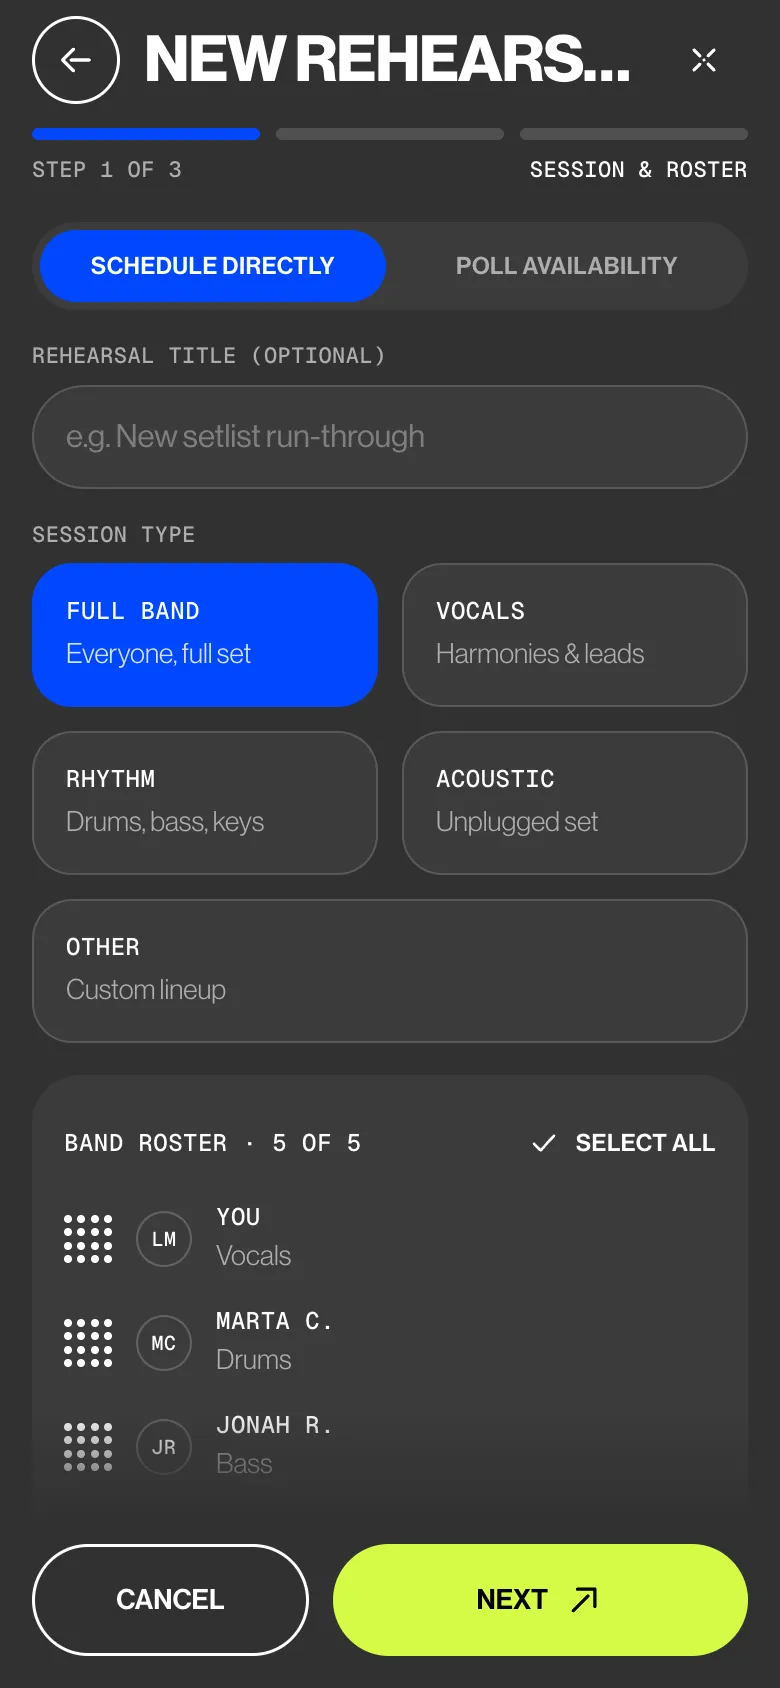 NEW REHEARS...
STEP 1 OF 3
SESSION & ROSTER
SCHEDULE DIRECTLY
POLL AVAILABILITY
REHEARSAL TITLE (OPTIONAL)
e.g. New setlist run-through
SESSION TYPE
FULL BAND
Everyone, full set
VOCALS
Harmonies & leads
RHYTHM
Drums, bass, keys
ACOUSTIC
Unplugged set
OTHER
Custom lineup
BAND ROSTER · 5 OF 5
SELECT ALL
LM
YOU
Vocals
MC
MARTA C.
Drums
JR
JONAH R.
Bass
CANCEL
NEXT